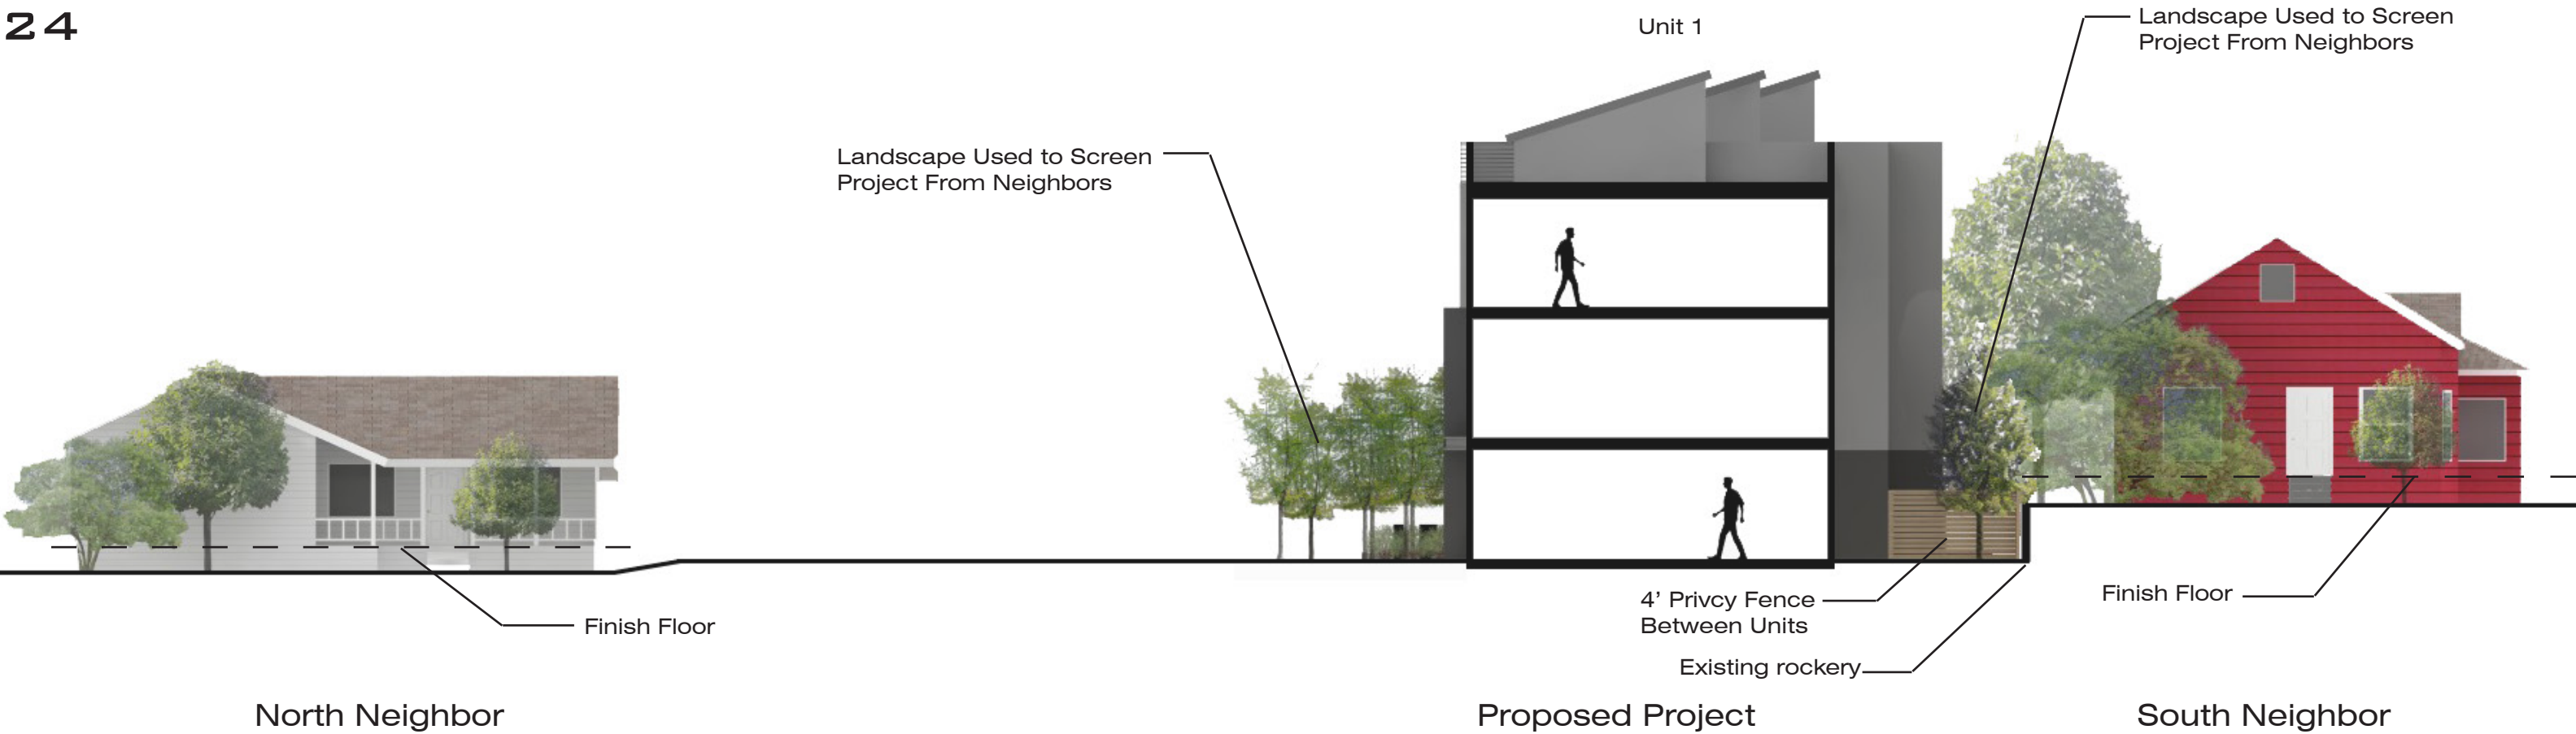 24
Unit 1
Landscape Used to Screen
Project From Neighbors
Landscape Used to Screen
Project From Neighbors
4’ Privcy Fence
Between Units
Finish Floor
Finish Floor
Existing rockery
North Neighbor
Proposed Project
South Neighbor